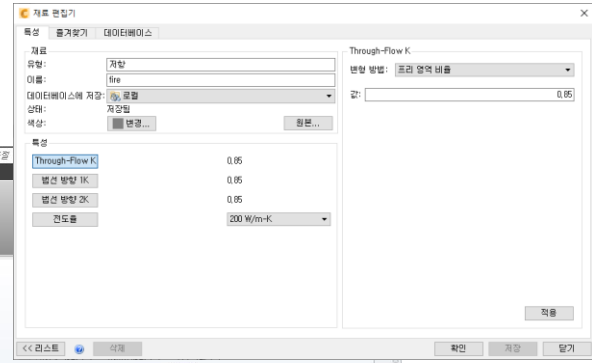 재료 편집기
특성 즐겨찾기 데이터베이스
재료
유형: 저항
이름: fire
데이터베이스에 저장: 로컬
상태: 저장됨
색상: 변경... 원본...
특성
Through-Flow K 0.85
법선 방향 1K 0.85
법선 방향 2K 0.85
전도율 200 W/m-K
Through-Flow K
변형 방법: 프리 영역 비율
값: 0.85
적용
<< 리스트 삭제 확인 저장 닫기